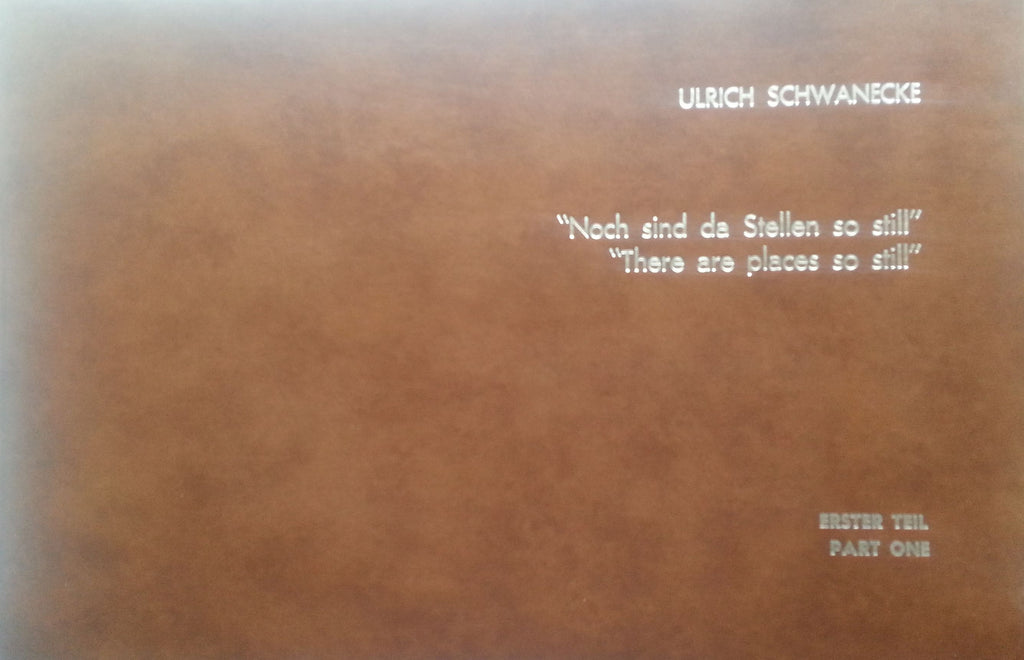 ULRICH SCHWANECKE
“Noch sind da Stellen so still”
“There are places so still”
ERSTER TEIL
PART ONE